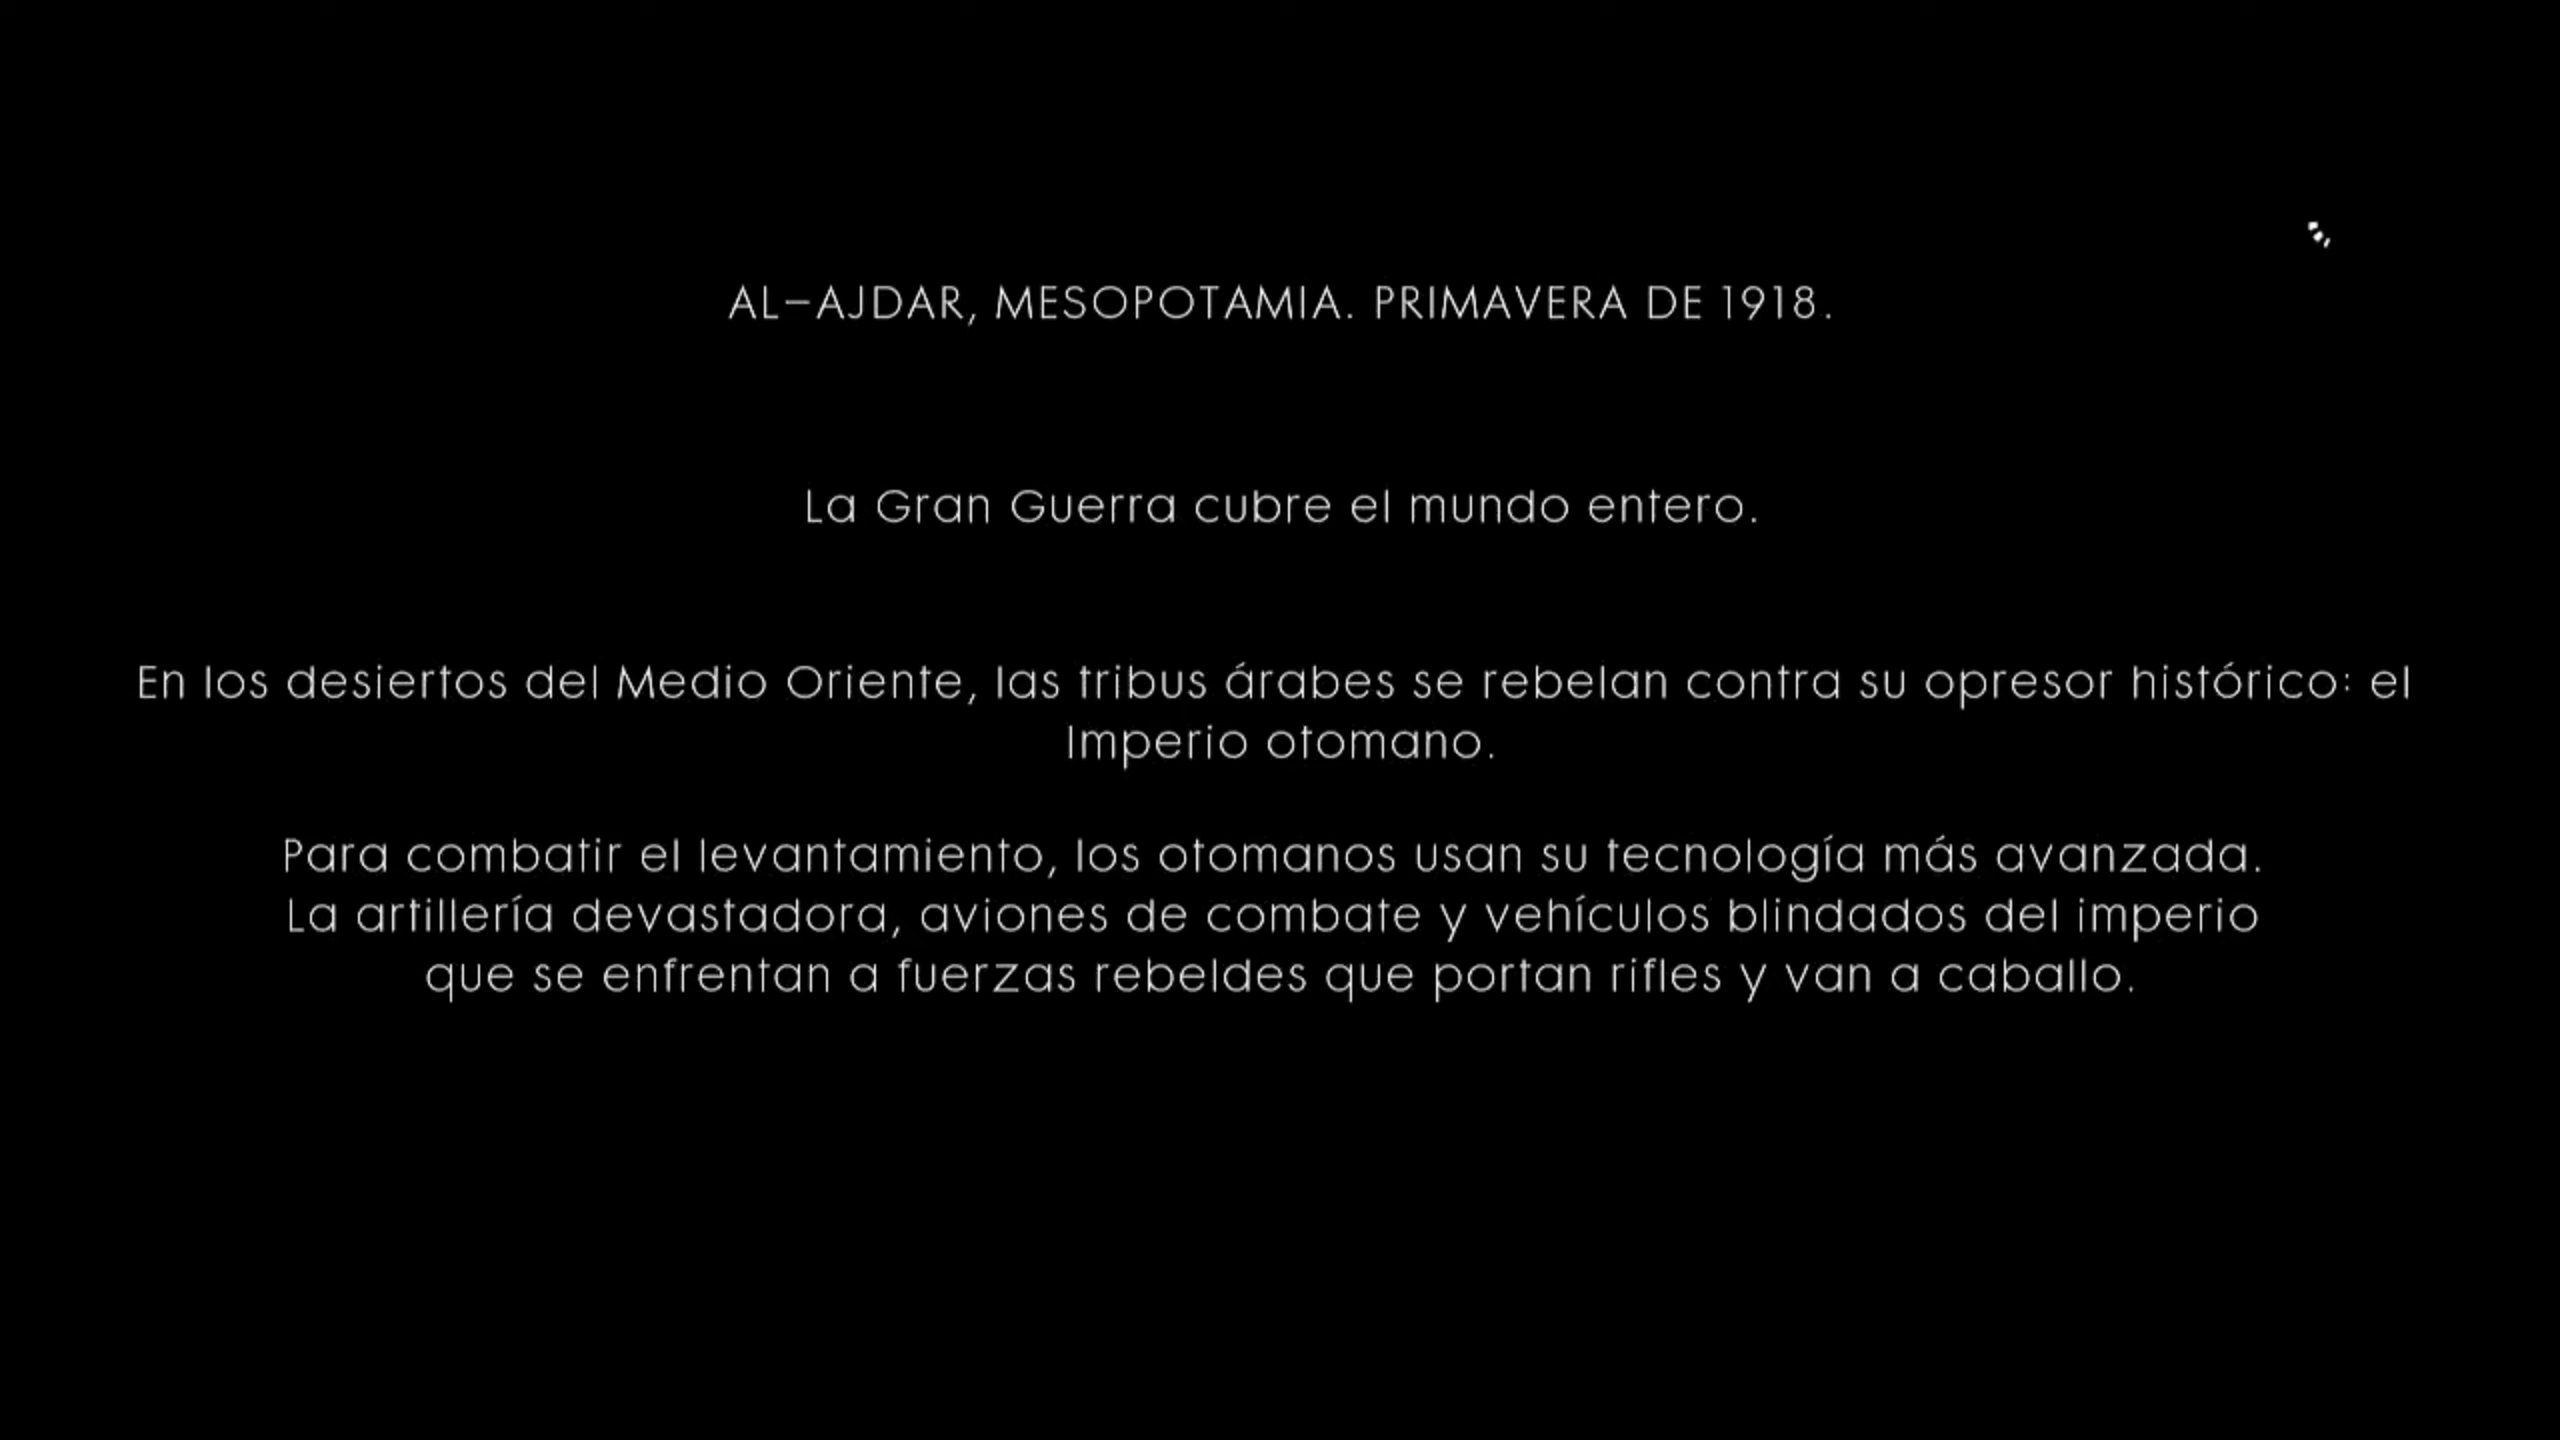 AL-AJDAR, MESOPOTAMIA. PRIMAVERA DE 1918.
La Gran Guerra cubre el mundo entero.
En los desiertos del Medio Oriente, las tribus árabes se rebelan contra su opresor histórico: el
Imperio otomano.
Para combatir el levantamiento, los otomanos usan su tecnología más avanzada.
La artillería devastadora, aviones de combate y vehículos blindados del imperio
que se enfrentan a fuerzas rebeldes que portan rifles y van a caballo.